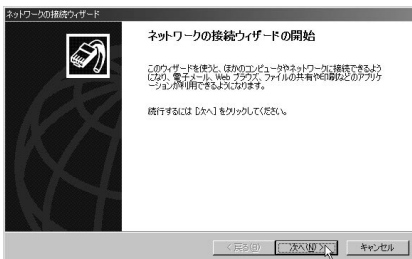 ネットワークの接続ウィザード
ネットワークの接続ウィザードの開始
このウィザードを使うと、ほかのコンピュータやネットワークに接続できるよう
になり、電子メール、Web ブラウズ、ファイルの共有や印刷などのアプリケ
ーションが利用できるようになります。
続行するには [次へ] をクリックしてください。
< 戻る(B)
次へ(N) >
キャンセル